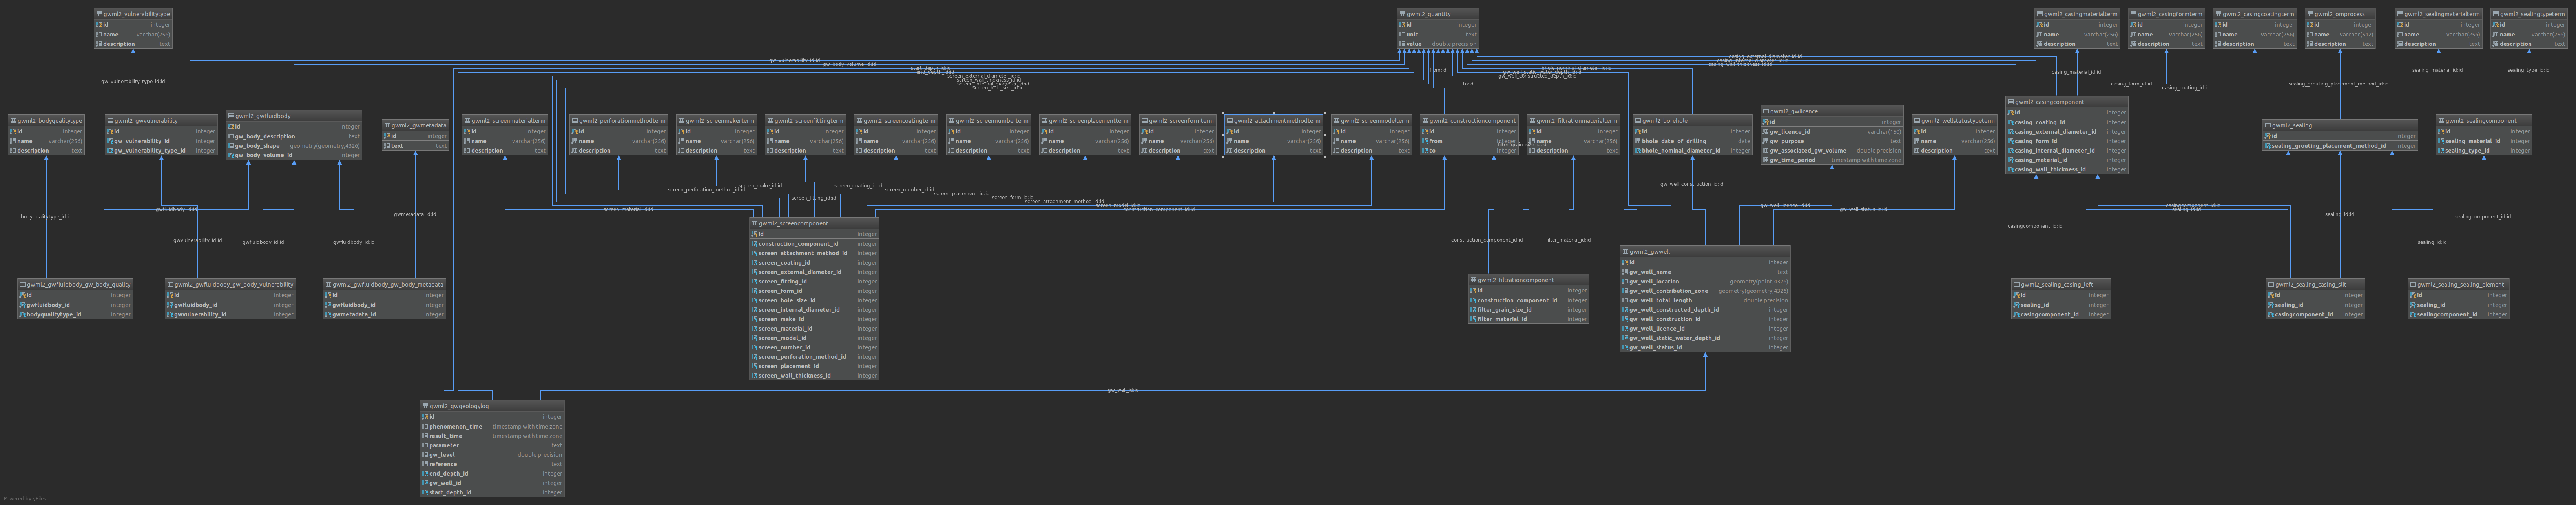 gwml2_vulnerabilitytype
id integer
name varchar(256)
description text
gwml2_quantity
id integer
unit text
value double precision
gwml2_casingmaterialterm
id integer
name varchar(256)
description text
gwml2_casingformterm
id integer
name varchar(256)
description text
gwml2_casingcoatingterm
id integer
name varchar(256)
description text
gwml2_omprocess
id integer
name varchar(512)
description text
gwml2_sealingmaterialterm
id integer
name varchar(256)
description text
gwml2_sealingtypeterm
id integer
name varchar(256)
description text
gw_vulnerability_type_id:id
gw_vulnerability_id:id
gw_body_volume_id:id
start_depth_id:id
end_depth_id:id
screen_external_diameter_id:id
screen_wall_thickness_id:id
screen_internal_diameter_id:id
screen_hole_size_id:id
from:id
to:id
bhole_nominal_diameter_id:id
gw_well_static_water_depth_id:id
gw_well_constructed_depth_id:id
casing_external_diameter_id:id
casing_internal_diameter_id:id
casing_wall_thickness_id:id
casing_material_id:id
casing_form_id:id
casing_coating_id:id
sealing_grouting_placement_method_id:id
sealing_material_id:id
sealing_type_id:id
gwml2_bodyqualitytype
id integer
name varchar(256)
description text
gwml2_gwvulnerability
id integer
gw_vulnerability_id integer
gw_vulnerability_type_id integer
gwml2_gwfluidbody
id integer
gw_body_description text
gw_body_shape geometry(geometry,4326)
gw_body_volume_id integer
gwml2_gwmetadata
id integer
text text
gwml2_screenmaterialterm
id integer
name varchar(256)
description text
gwml2_perforationmethodterm
id integer
name varchar(256)
description text
gwml2_screenmakerterm
id integer
name varchar(256)
description text
gwml2_screenfittingterm
id integer
name varchar(256)
description text
gwml2_screencoatingterm
id integer
name varchar(256)
description text
gwml2_screennumberterm
id integer
name varchar(256)
description text
gwml2_screenplacementterm
id integer
name varchar(256)
description text
gwml2_screenformterm
id integer
name varchar(256)
description text
gwml2_attachmentmethodterm
id integer
name varchar(256)
description text
gwml2_screenmodelterm
id integer
name varchar(256)
description text
gwml2_constructioncomponent
id integer
from integer
to integer
gwml2_filtrationmaterialterm
id integer
name varchar(256)
description text
gwml2_borehole
id integer
bhole_date_of_drilling date
bhole_nominal_diameter_id integer
gwml2_gwlicence
id integer
gw_licence_id varchar(150)
gw_purpose text
gw_associated_gw_volume double precision
gw_time_period timestamp with time zone
gwml2_wellstatustypeterm
id integer
name varchar(256)
description text
gwml2_casingcomponent
id integer
casing_coating_id integer
casing_external_diameter_id integer
casing_form_id integer
casing_internal_diameter_id integer
casing_material_id integer
casing_wall_thickness_id integer
gwml2_sealing
id integer
sealing_grouting_placement_method_id integer
gwml2_sealingcomponent
id integer
sealing_material_id integer
sealing_type_id integer
bodyqualitytype_id:id
gwfluidbody_id:id
gwvulnerability_id:id
gwfluidbody_id:id
gwfluidbody_id:id
gwmetadata_id:id
screen_material_id:id
screen_perforation_method_id:id
screen_make_id:id
screen_fitting_id:id
screen_coating_id:id
screen_number_id:id
screen_placement_id:id
screen_form_id:id
screen_attachment_method_id:id
screen_model_id:id
construction_component_id:id
construction_component_id:id
filter_material_id:id
gw_well_construction_id:id
gw_well_licence_id:id
gw_well_status_id:id
casingcomponent_id:id
sealing_id:id
casingcomponent_id:id
sealing_id:id
sealing_id:id
sealingcomponent_id:id
gwml2_gwfluidbody_gw_body_quality
id integer
gwfluidbody_id integer
bodyqualitytype_id integer
gwml2_gwfluidbody_gw_body_vulnerability
id integer
gwfluidbody_id integer
gwvulnerability_id integer
gwml2_gwfluidbody_gw_body_metadata
id integer
gwfluidbody_id integer
gwmetadata_id integer
gwml2_screencomponent
id integer
construction_component_id integer
screen_attachment_method_id integer
screen_coating_id integer
screen_external_diameter_id integer
screen_fitting_id integer
screen_form_id integer
screen_hole_size_id integer
screen_internal_diameter_id integer
screen_make_id integer
screen_material_id integer
screen_model_id integer
screen_number_id integer
screen_perforation_method_id integer
screen_placement_id integer
screen_wall_thickness_id integer
gwml2_filtrationcomponent
id integer
construction_component_id integer
filter_grain_size_id integer
filter_material_id integer
gwml2_gwwell
id integer
gw_well_name text
gw_well_location geometry(point,4326)
gw_well_contribution_zone geometry(geometry,4326)
gw_well_total_length double precision
gw_well_constructed_depth_id integer
gw_well_construction_id integer
gw_well_licence_id integer
gw_well_static_water_depth_id integer
gw_well_status_id integer
gwml2_sealing_casing_left
id integer
sealing_id integer
casingcomponent_id integer
gwml2_sealing_casing_slit
id integer
sealing_id integer
casingcomponent_id integer
gwml2_sealing_sealing_element
id integer
sealing_id integer
sealingcomponent_id integer
gw_well_id:id
gwml2_gwgeologylog
id integer
phenomenon_time timestamp with time zone
result_time timestamp with time zone
parameter text
gw_level double precision
reference text
end_depth_id integer
gw_well_id integer
start_depth_id integer
Powered by yFiles